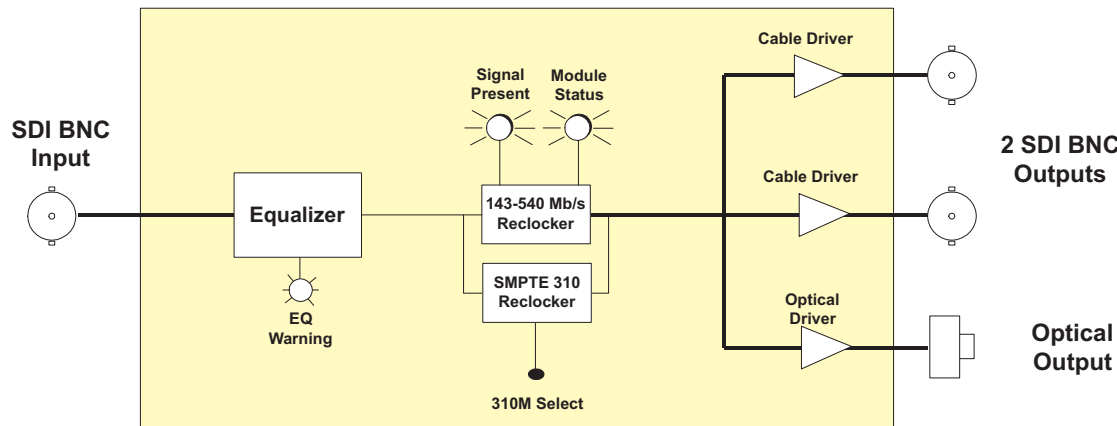 Cable Driver
Signal
Present
Module
Status
SDI BNC
Input
2 SDI BNC
Outputs
Cable Driver
Equalizer
143-540 Mb/s
Reclocker
SMPTE 310
Reclocker
EQ
Warning
Optical
Driver
Optical
Output
310M Select